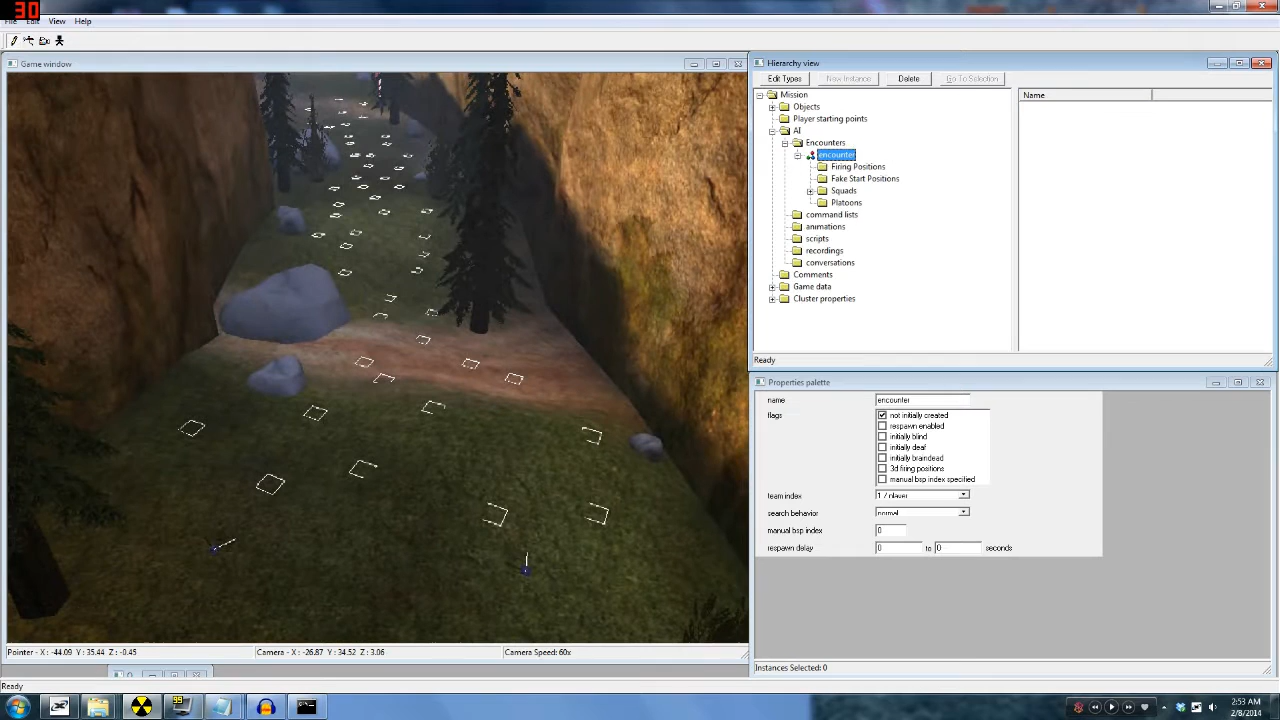 30
File Edit View Help
Game window
Pointer - X : -44.09 Y : 35.44 Z : -0.45
Camera - X : -26.87 Y : 34.52 Z : 3.06
Camera Speed: 60x
Hierarchy view
Edit Types New Instance Delete Go To Selection
Mission
Objects
Player starting points
AI
Encounters
encounter
Firing Positions
Fake Start Positions
Squads
Platoons
command lists
animations
scripts
recordings
conversations
Comments
Game data
Cluster properties
Name
Ready
Properties palette
name encounter
flags
not initially created
respawn enabled
initially blind
initially deaf
initially braindead
3d firing positions
manual bsp index specified
team index 1 / player
search behavior normal
manual bsp index 0
respawn delay 0 to 0 seconds
Instances Selected: 0
Ready
2:53 AM
2/8/2014